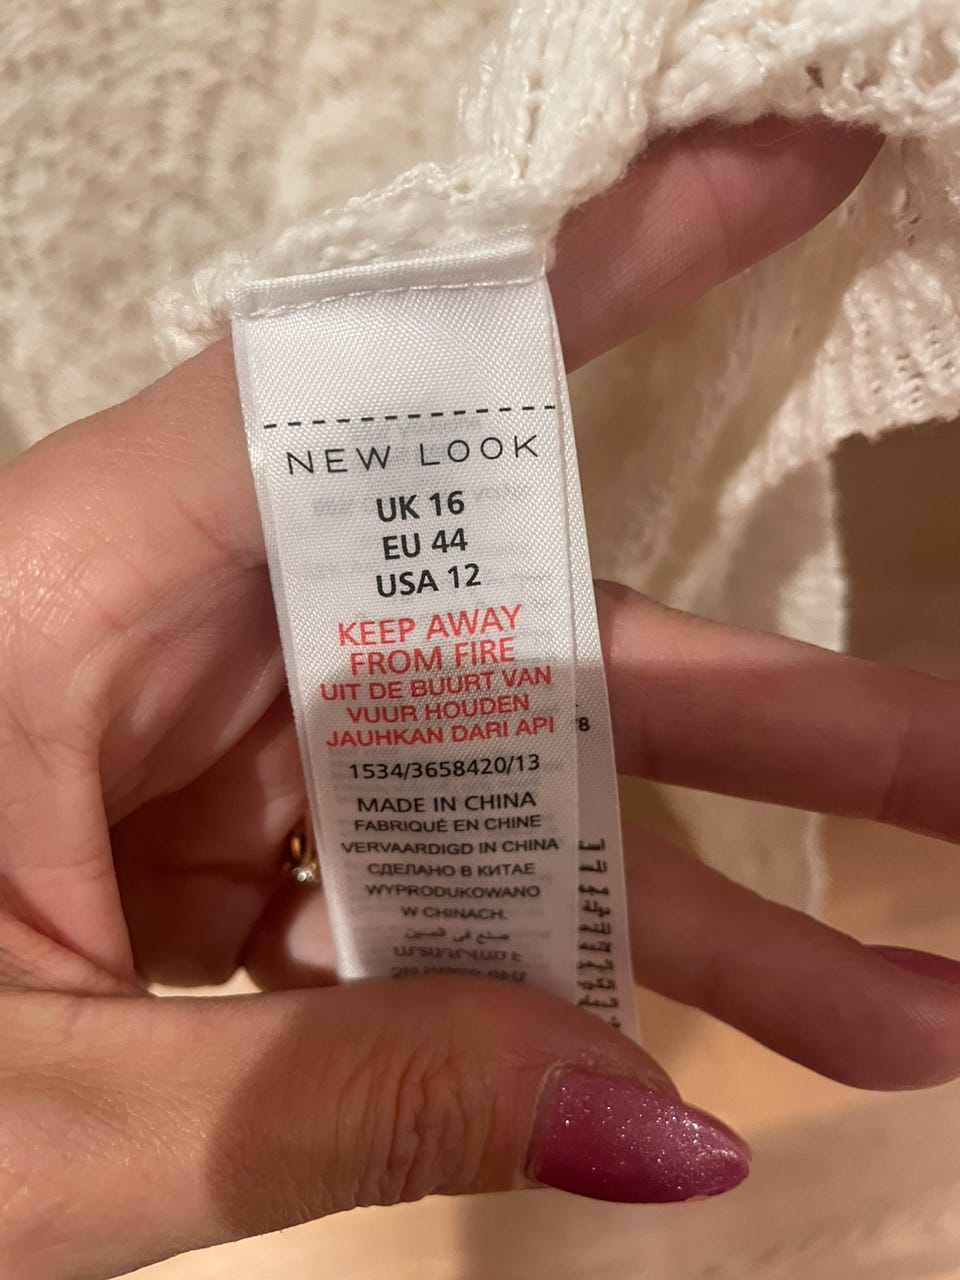 NEW LOOK
UK 16
EU 44
USA 12
KEEP AWAY
FROM FIRE
UIT DE BUURT VAN
VUUR HOUDEN
JAUHKAN DARI API
1534/3658420/13
MADE IN CHINA
FABRIQUÉ EN CHINE
VERVAARDIGD IN CHINA
СДЕЛАНО В КИТАЕ
WYPRODUKOWANO
W CHINACH.
صنع في الصين